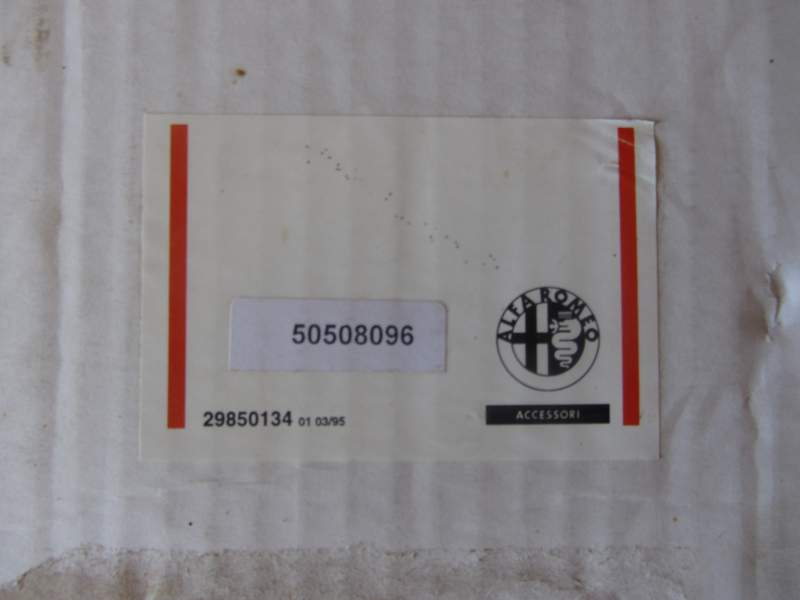 ALFA ROMEO
50508096
29850134 01 03/95
ACCESSORI